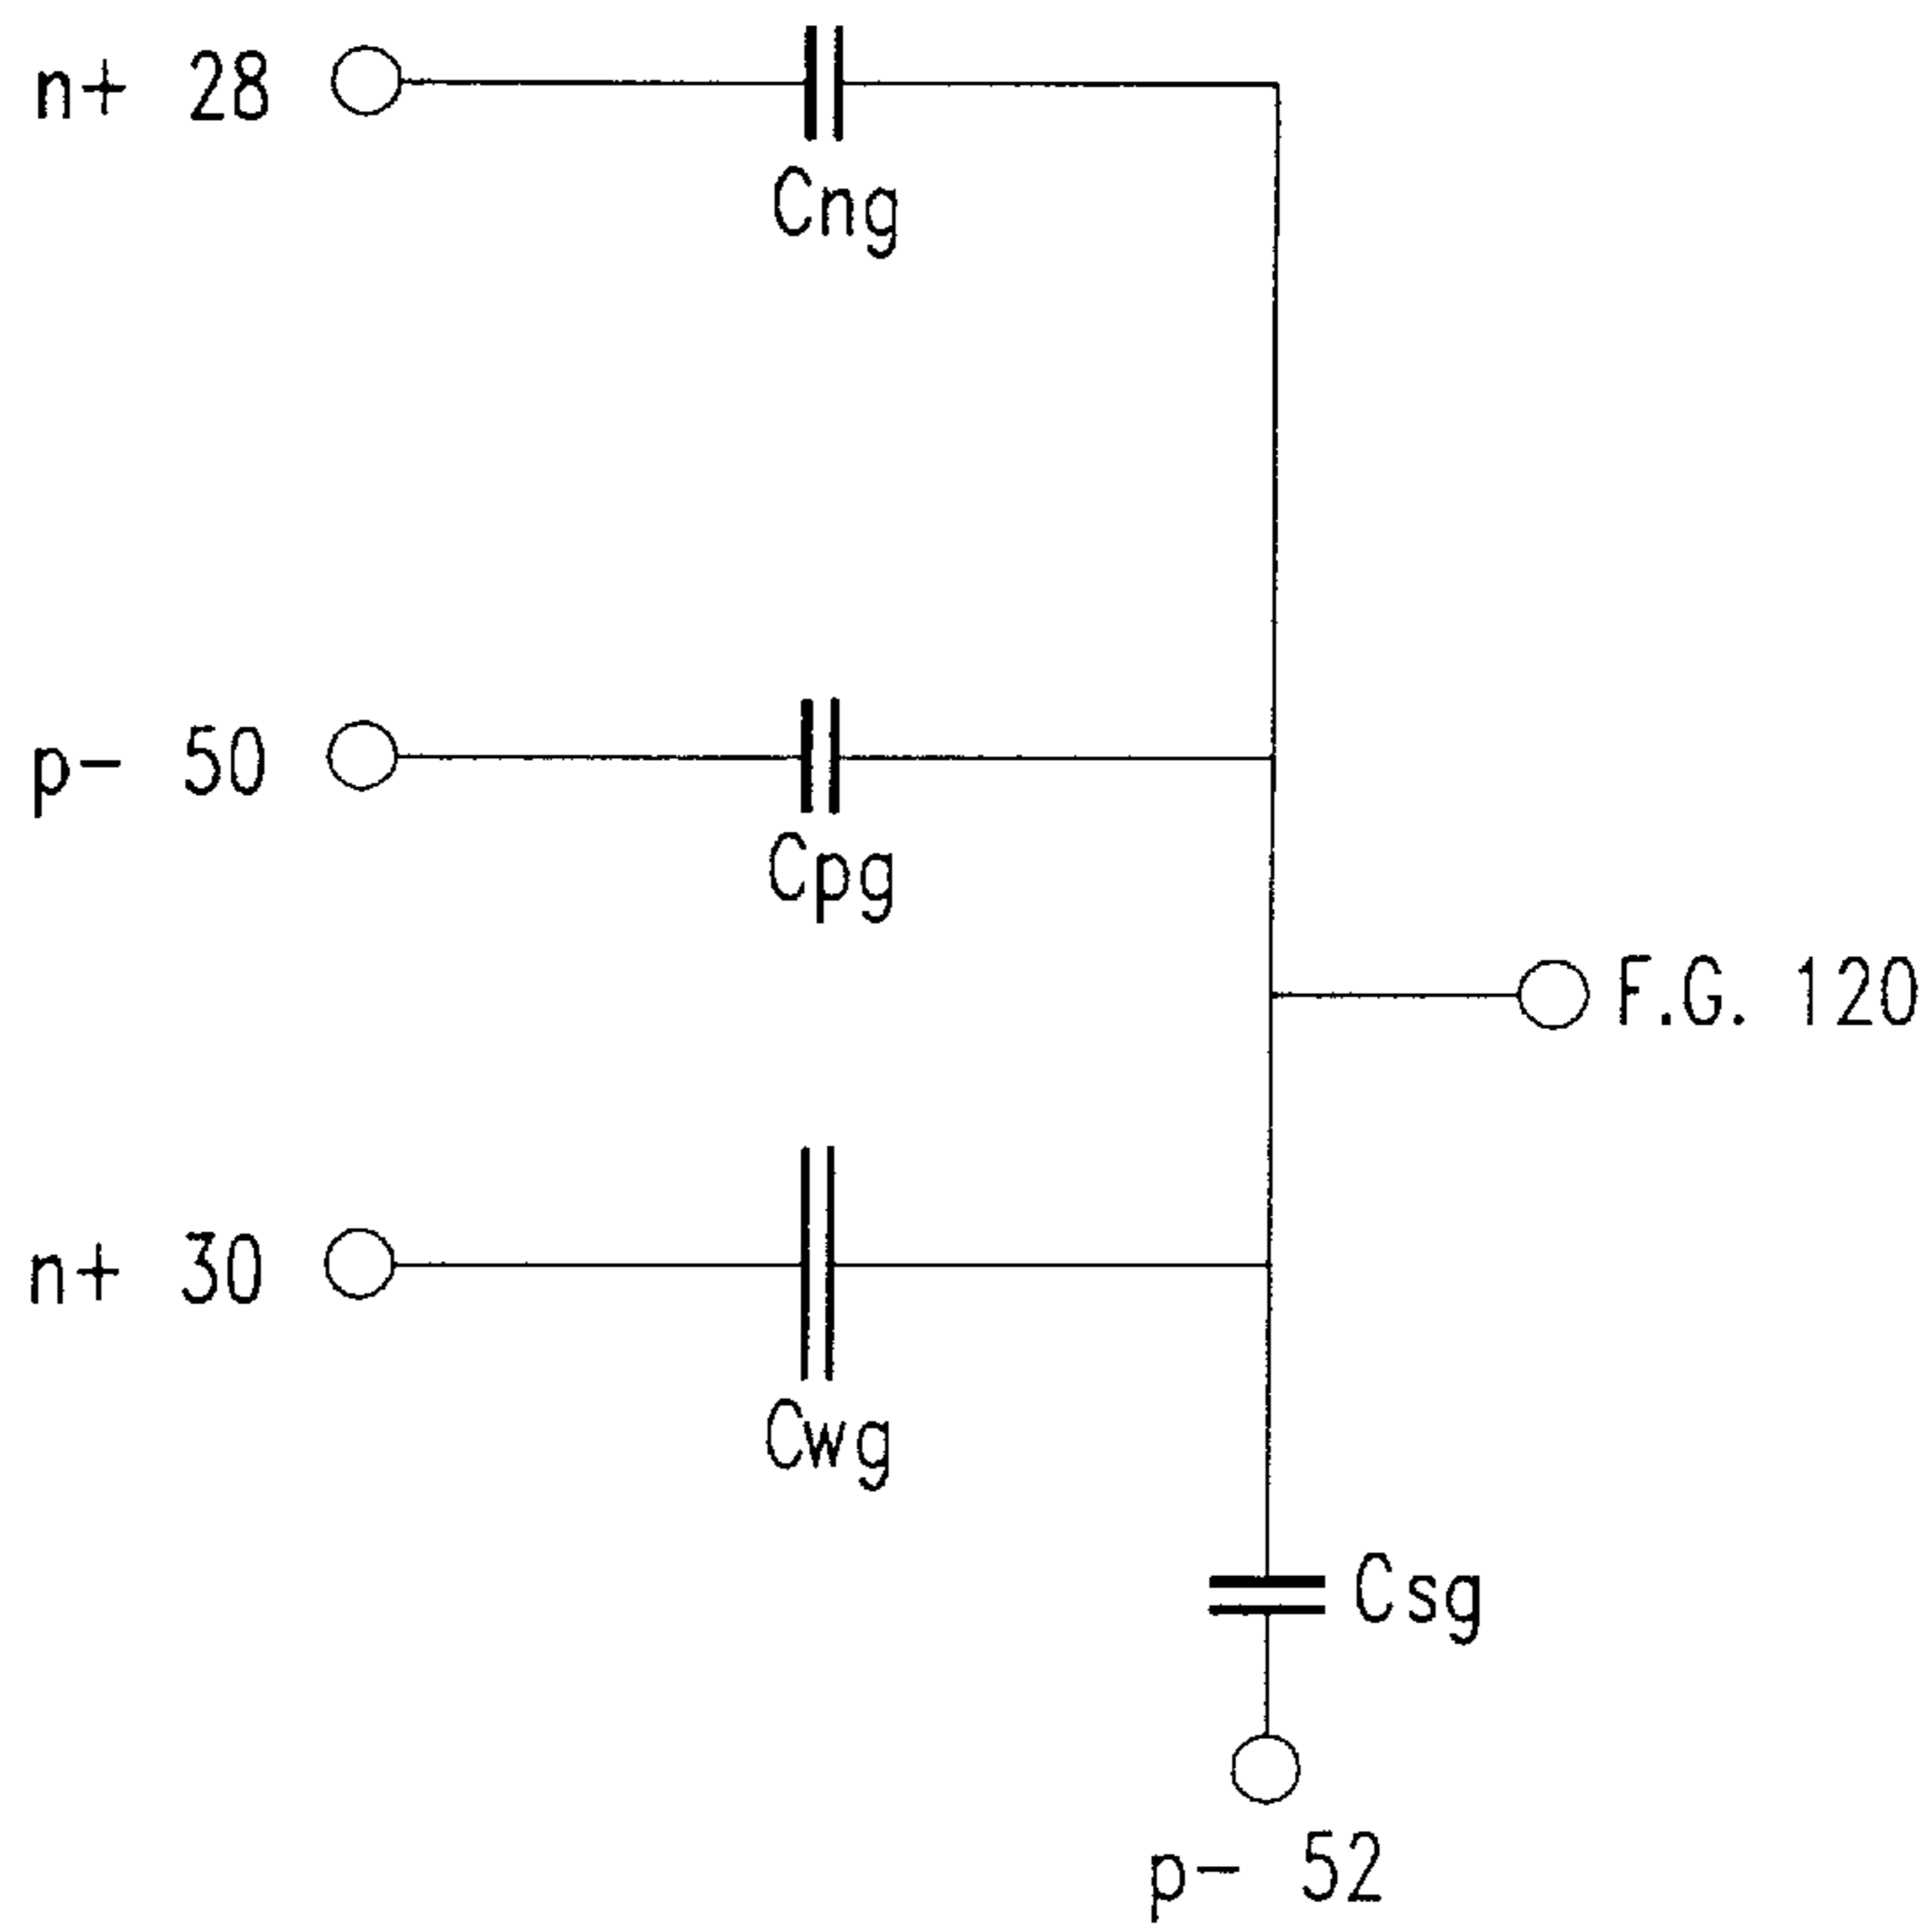 n+ 28
Cng
p- 50
Cpg
F.G. 120
n+ 30
Cwg
Csg
p- 52